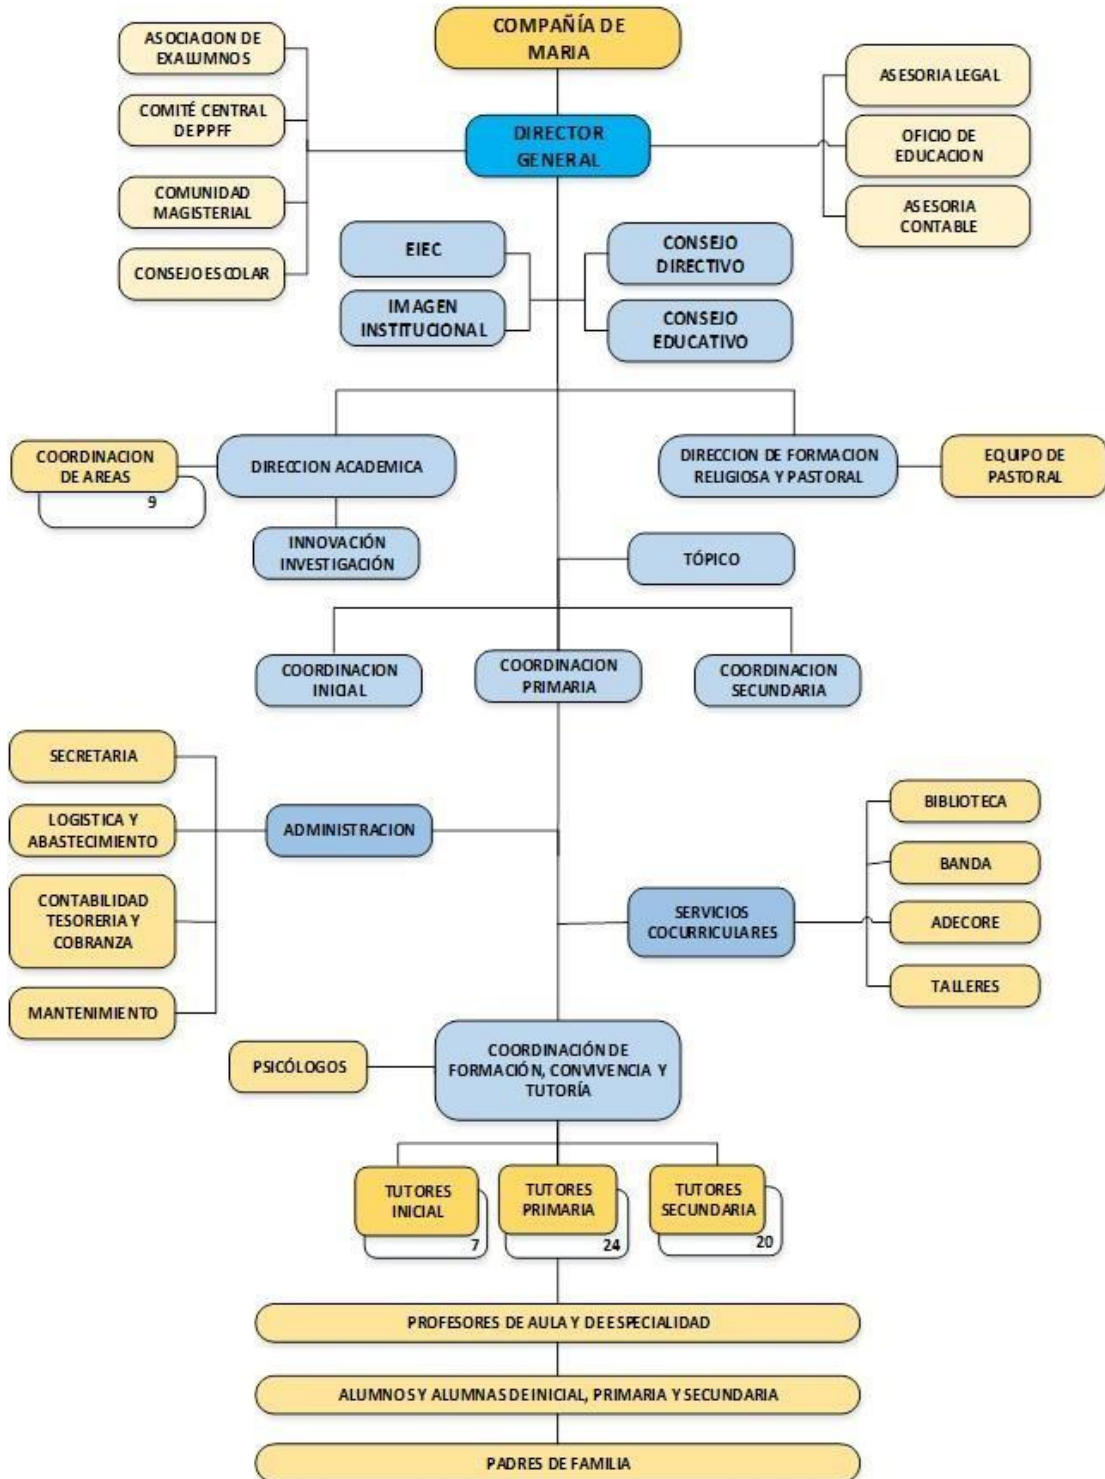 COMPAÑÍA DE
MARIA
ASOCIACION DE
EXALUMNOS
COMITÉ CENTRAL
DE PPFF
COMUNIDAD
MAGISTERIAL
CONSEJO ESCOLAR
DIRECTOR
GENERAL
ASESORIA LEGAL
OFICIO DE
EDUCACION
ASESORIA
CONTABLE
EIEC
IMAGEN
INSTITUCIONAL
CONSEJO
DIRECTIVO
CONSEJO
EDUCATIVO
COORDINACION
DE AREAS
9
DIRECCION ACADEMICA
DIRECCION DE FORMACION
RELIGIOSA Y PASTORAL
EQUIPO DE
PASTORAL
INNOVACIÓN
INVESTIGACIÓN
TÓPICO
COORDINACION
INICIAL
COORDINACION
PRIMARIA
COORDINACION
SECUNDARIA
SECRETARIA
LOGISTICA Y
ABASTECIMIENTO
CONTABILIDAD
TESORERIA Y
COBRANZA
MANTENIMIENTO
ADMINISTRACION
SERVICIOS
COCURRICULARES
BIBLIOTECA
BANDA
ADECORE
TALLERES
PSICÓLOGOS
COORDINACIÓN DE
FORMACIÓN, CONVIVENCIA Y
TUTORÍA
TUTORES
INICIAL
7
TUTORES
PRIMARIA
24
TUTORES
SECUNDARIA
20
PROFESORES DE AULA Y DE ESPECIALIDAD
ALUMNOS Y ALUMNAS DE INICIAL, PRIMARIA Y SECUNDARIA
PADRES DE FAMILIA